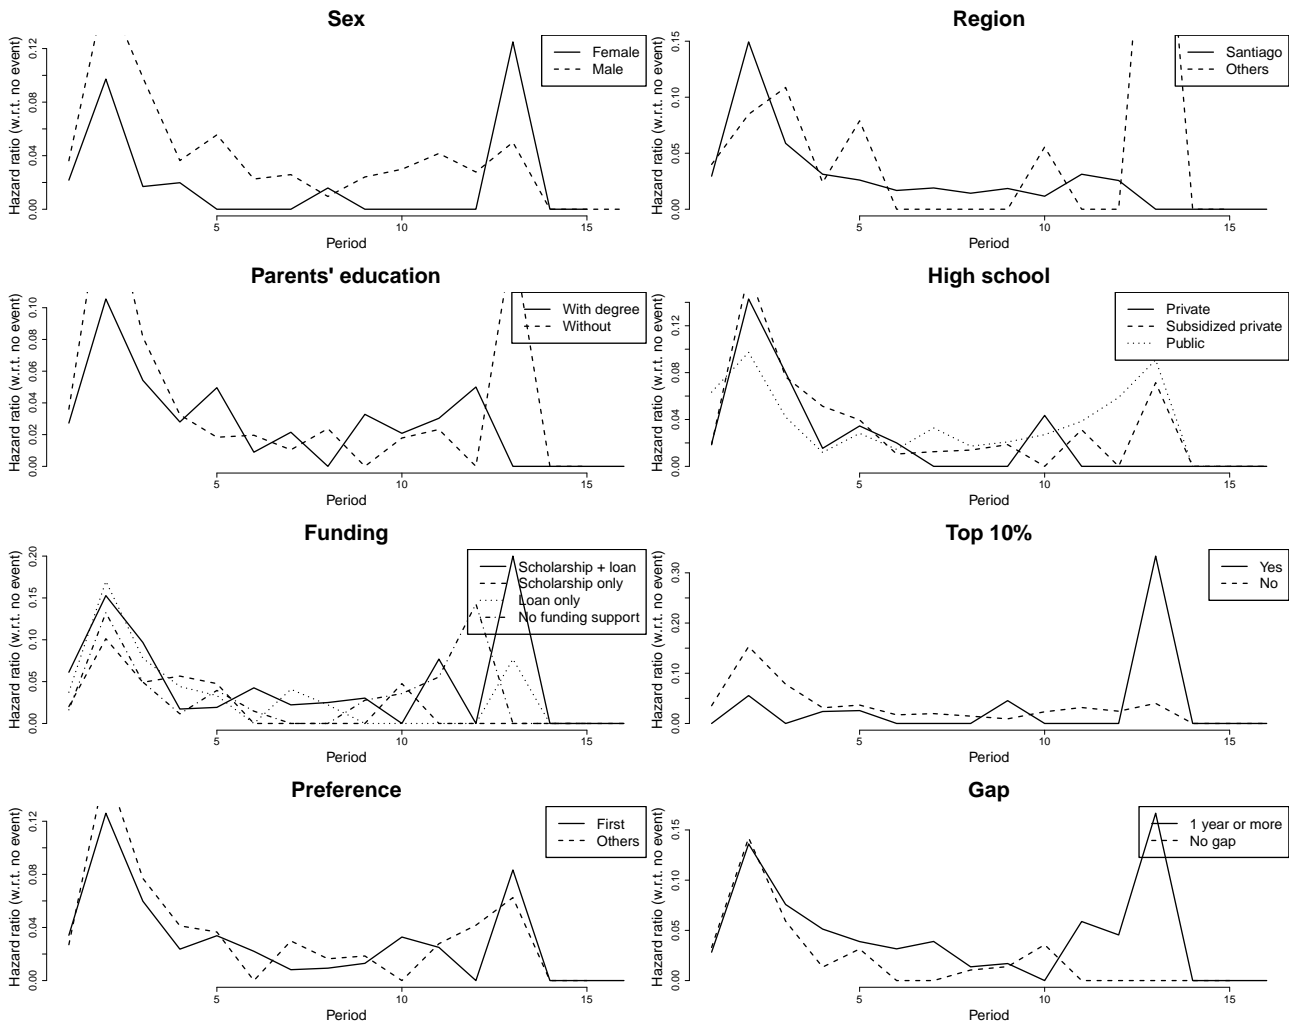 Sex
Hazard ratio (w.r.t. no event)
0.00 0.04 0.08 0.12
Female
Male
5 10 15
Period
Region
Hazard ratio (w.r.t. no event)
0.00 0.05 0.10 0.15
Santiago
Others
5 10 15
Period
Parents' education
Hazard ratio (w.r.t. no event)
0.00 0.02 0.04 0.06 0.08 0.10
With degree
Without
5 10 15
Period
High school
Hazard ratio (w.r.t. no event)
0.00 0.04 0.08 0.12
Private
Subsidized private
Public
5 10 15
Period
Funding
Hazard ratio (w.r.t. no event)
0.00 0.05 0.10 0.15 0.20
Scholarship + loan
Scholarship only
Loan only
No funding support
5 10 15
Period
Top 10%
Hazard ratio (w.r.t. no event)
0.00 0.10 0.20 0.30
Yes
No
5 10 15
Period
Preference
Hazard ratio (w.r.t. no event)
0.00 0.04 0.08 0.12
First
Others
5 10 15
Period
Gap
Hazard ratio (w.r.t. no event)
0.00 0.05 0.10 0.15
1 year or more
No gap
5 10 15
Period